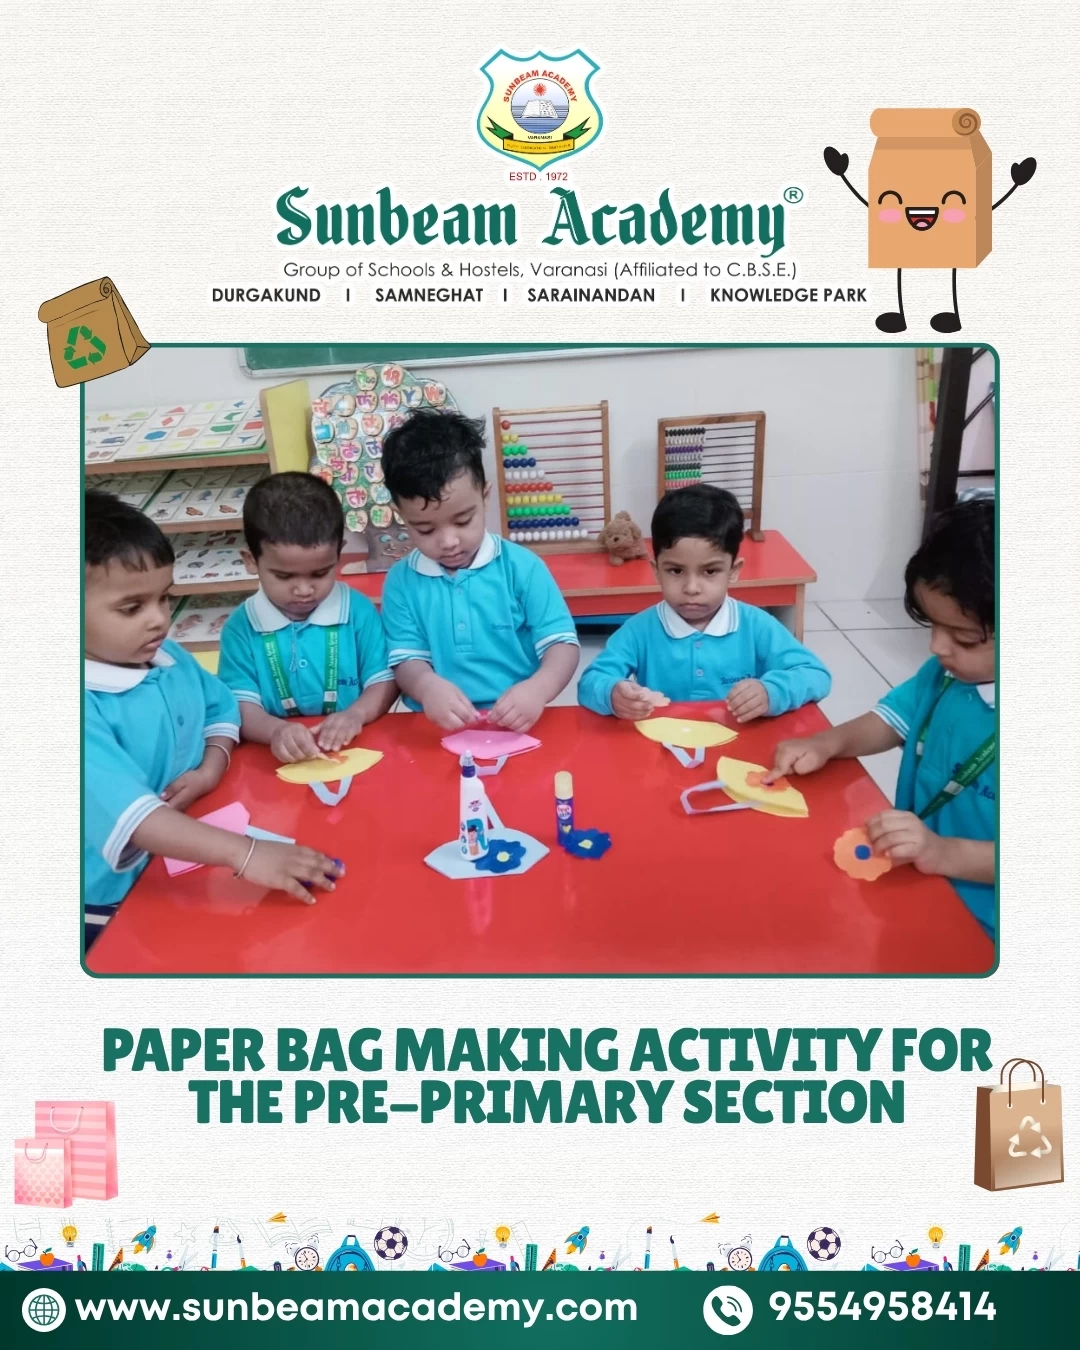 SUNBEAM ACADEMY
VARANASI
ESTD . 1972
Sunbeam Academy®
Group of Schools & Hostels, Varanasi (Affiliated to C.B.S.E.)
DURGAKUND I SAMNEGHAT I SARAINANDAN I KNOWLEDGE PARK
PAPER BAG MAKING ACTIVITY FOR
THE PRE-PRIMARY SECTION
www.sunbeamacademy.com
9554958414